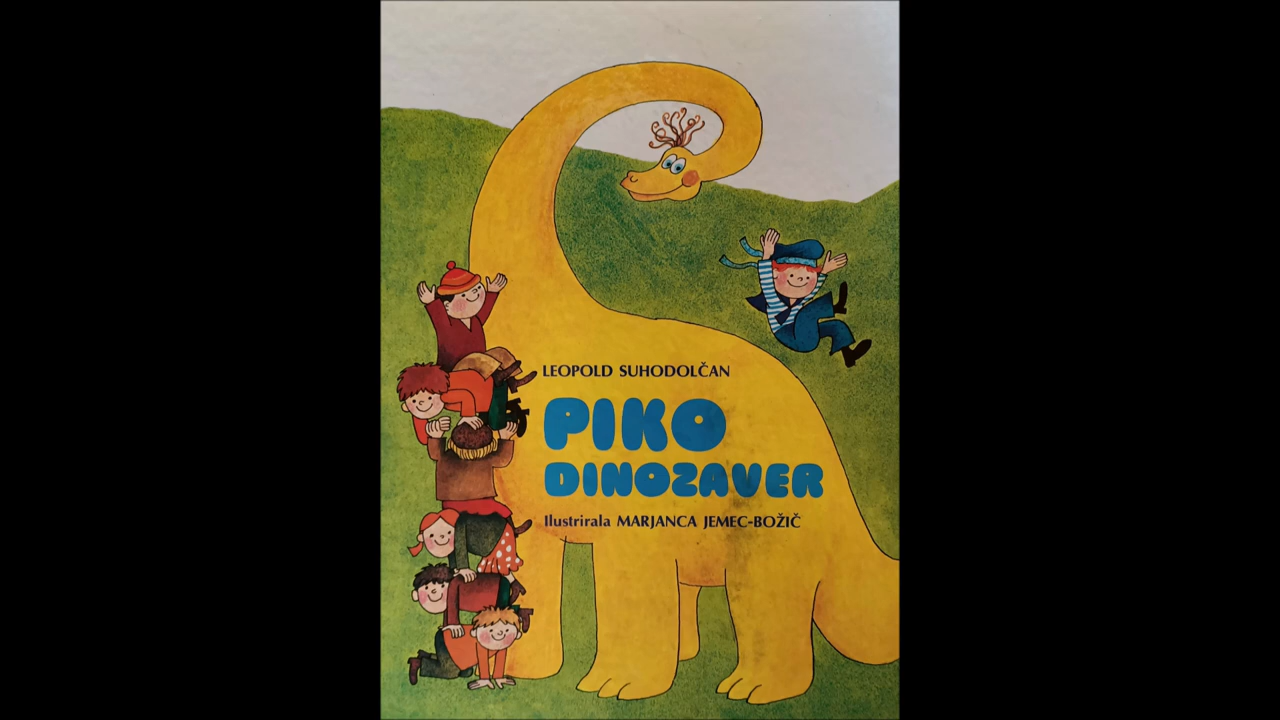 LEOPOLD SUHODOLČAN
PIKO
DINOZAVER
Ilustrirala MARJANCA JEMEC-BOŽIČ